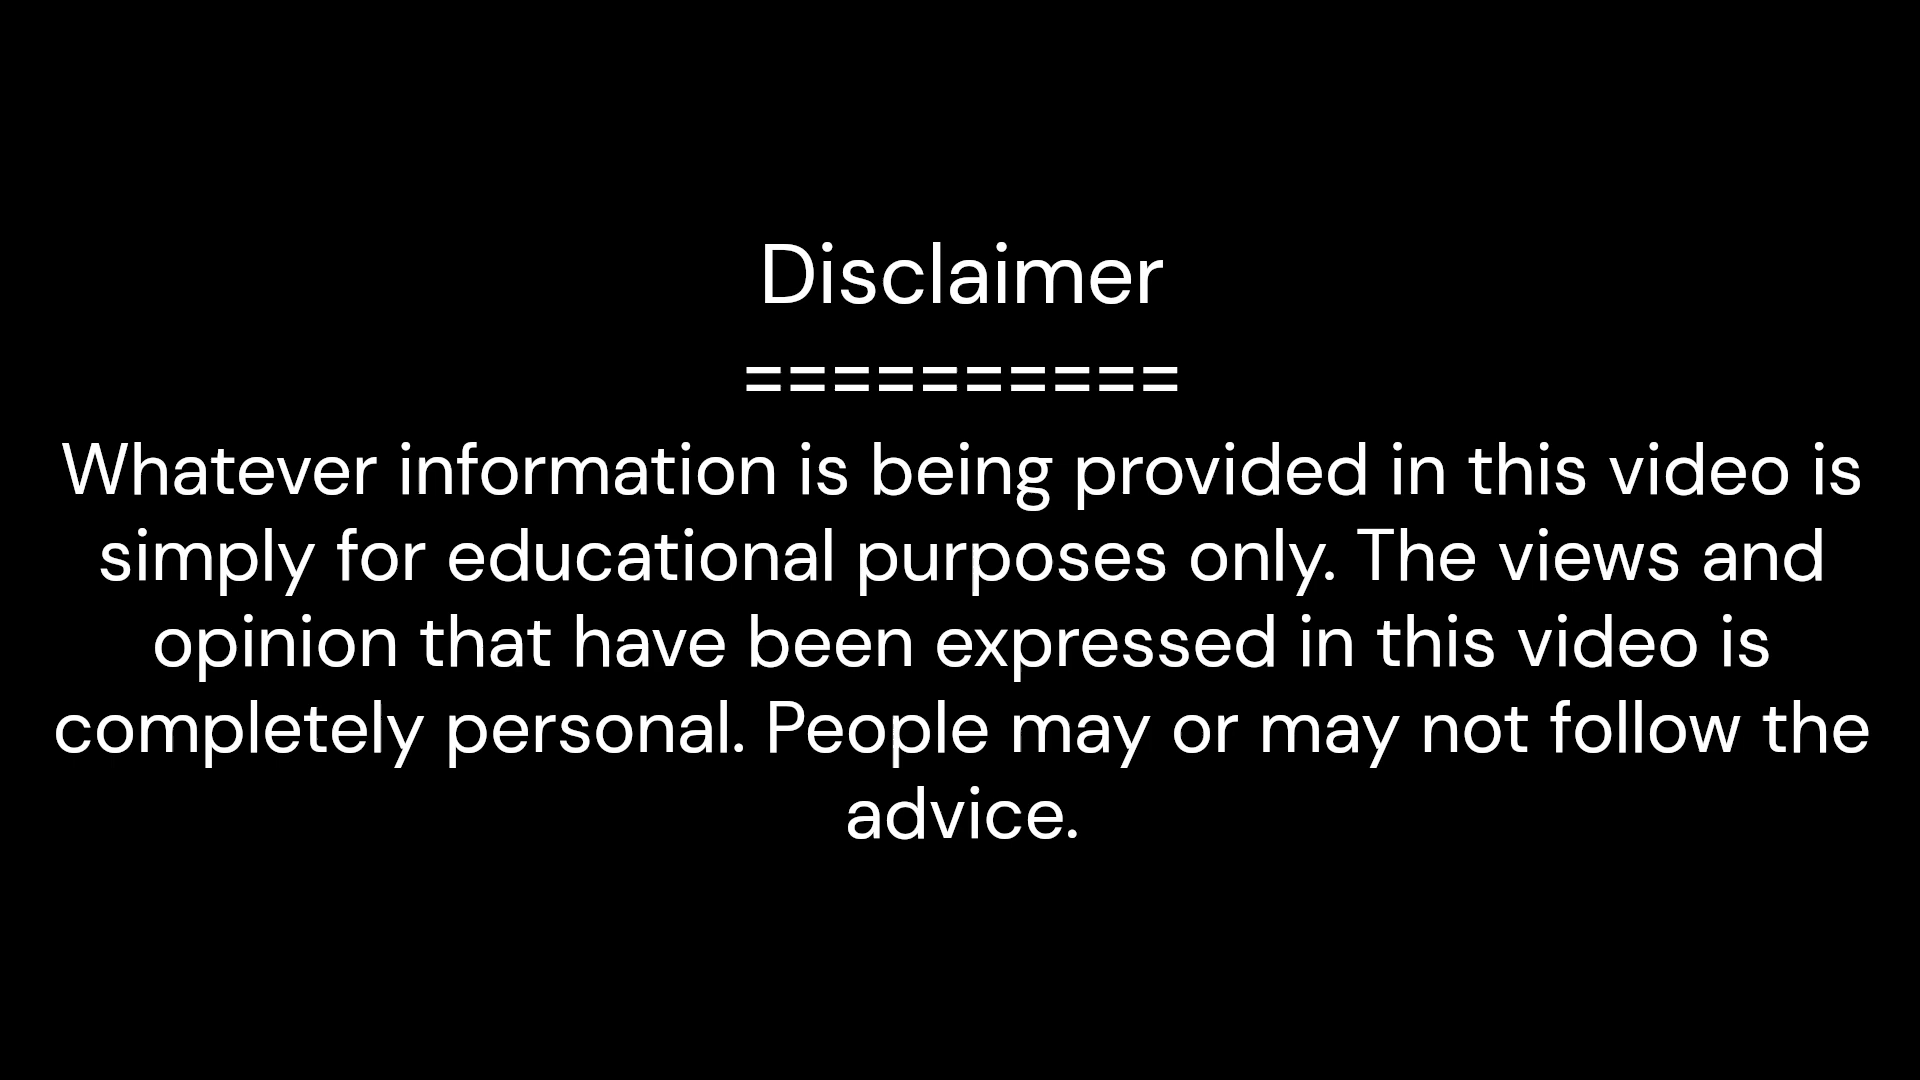 Disclaimer
==========
Whatever information is being provided in this video is
simply for educational purposes only. The views and
opinion that have been expressed in this video is
completely personal. People may or may not follow the
advice.